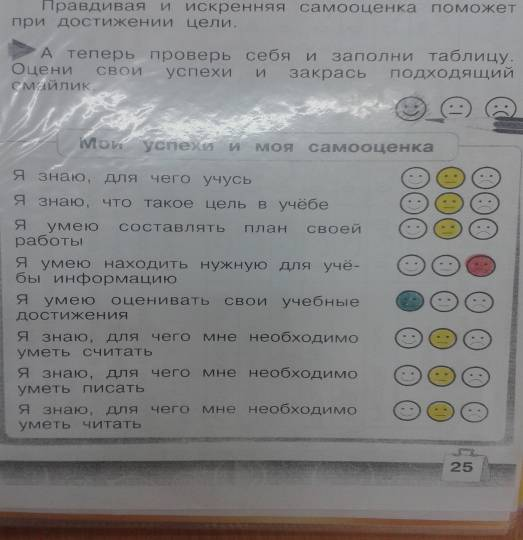 Правдивая и искренняя самооценка поможет
при достижении цели.
А теперь проверь себя и заполни таблицу.
Оцени свои успехи и закрась подходящий
смайлик.
Мои успехи и моя самооценка
Я знаю, для чего учусь
Я знаю, что такое цель в учёбе
Я умею составлять план своей
работы
Я умею находить нужную для учё-
бы информацию
Я умею оценивать свои учебные
достижения
Я знаю, для чего мне необходимо
уметь считать
Я знаю, для чего мне необходимо
уметь писать
Я знаю, для чего мне необходимо
уметь читать
25